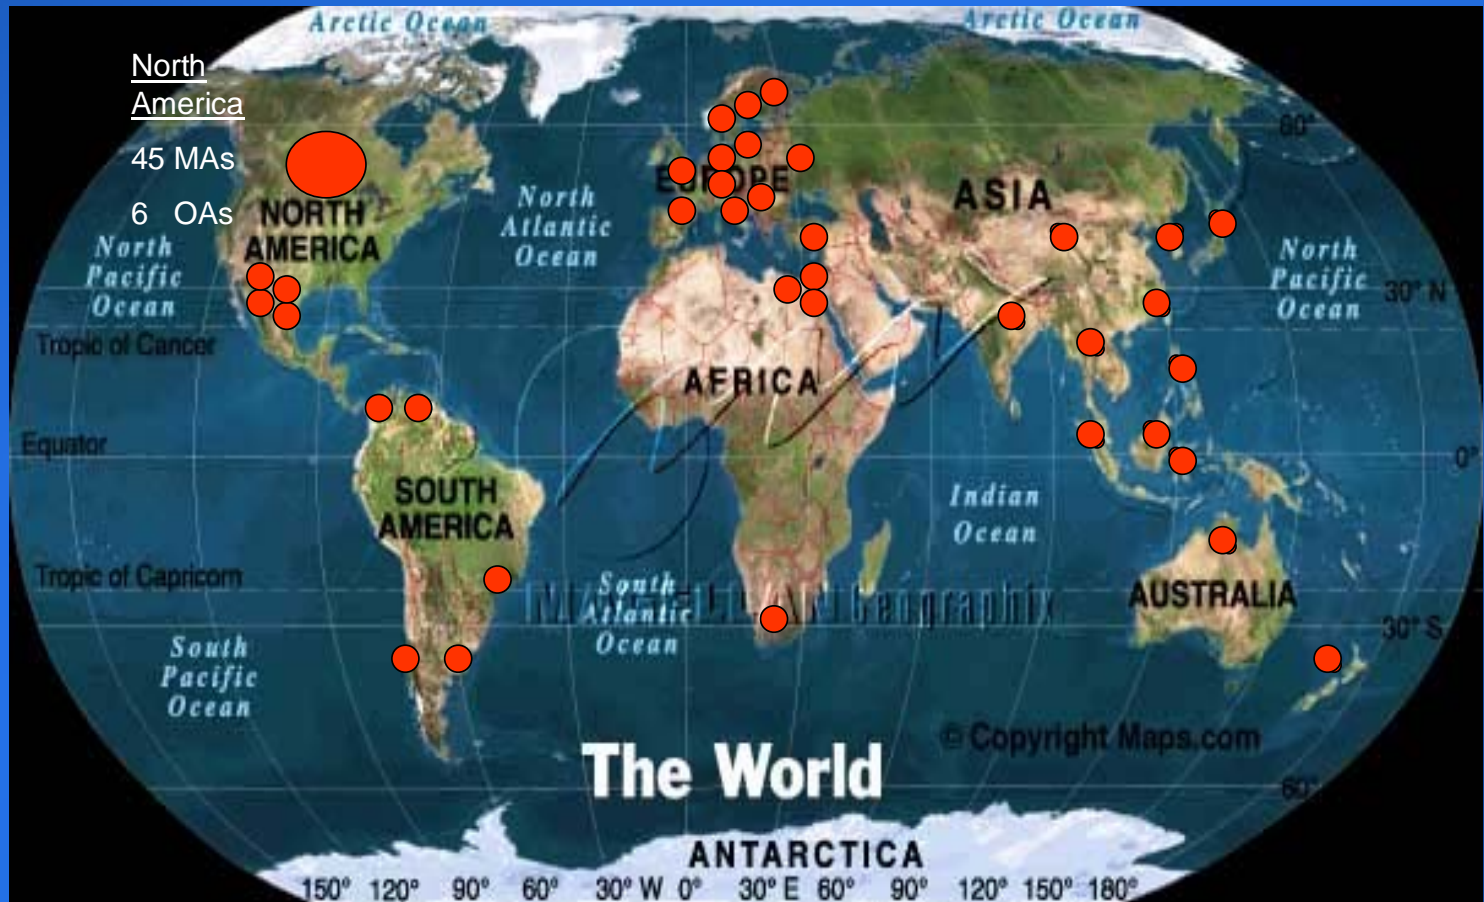 Arctic Ocean
Arctic Ocean
North
America
45 MAs
6 OAs
60°
EUROPE
ASIA
NORTH
AMERICA
North
Atlantic
Ocean
North
Pacific
Ocean
North
Pacific
Ocean
30° N
Tropic of Cancer
AFRICA
Equator
0°
SOUTH
AMERICA
Indian
Ocean
Tropic of Capricorn
South
Atlantic
Ocean
Geographix
AUSTRALIA
30° S
South
Pacific
Ocean
© Copyright Maps.com
The World
60°
ANTARCTICA
150° 120° 90° 60° 30° W 0° 30° E 60° 90° 120° 150° 180°